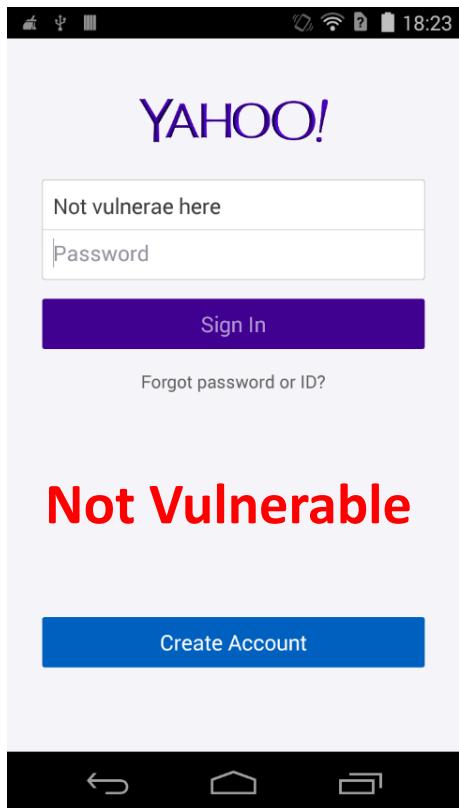 18:23
YAHOO!
Not vulnerae here
Password
Sign In
Forgot password or ID?
Not Vulnerable
Create Account